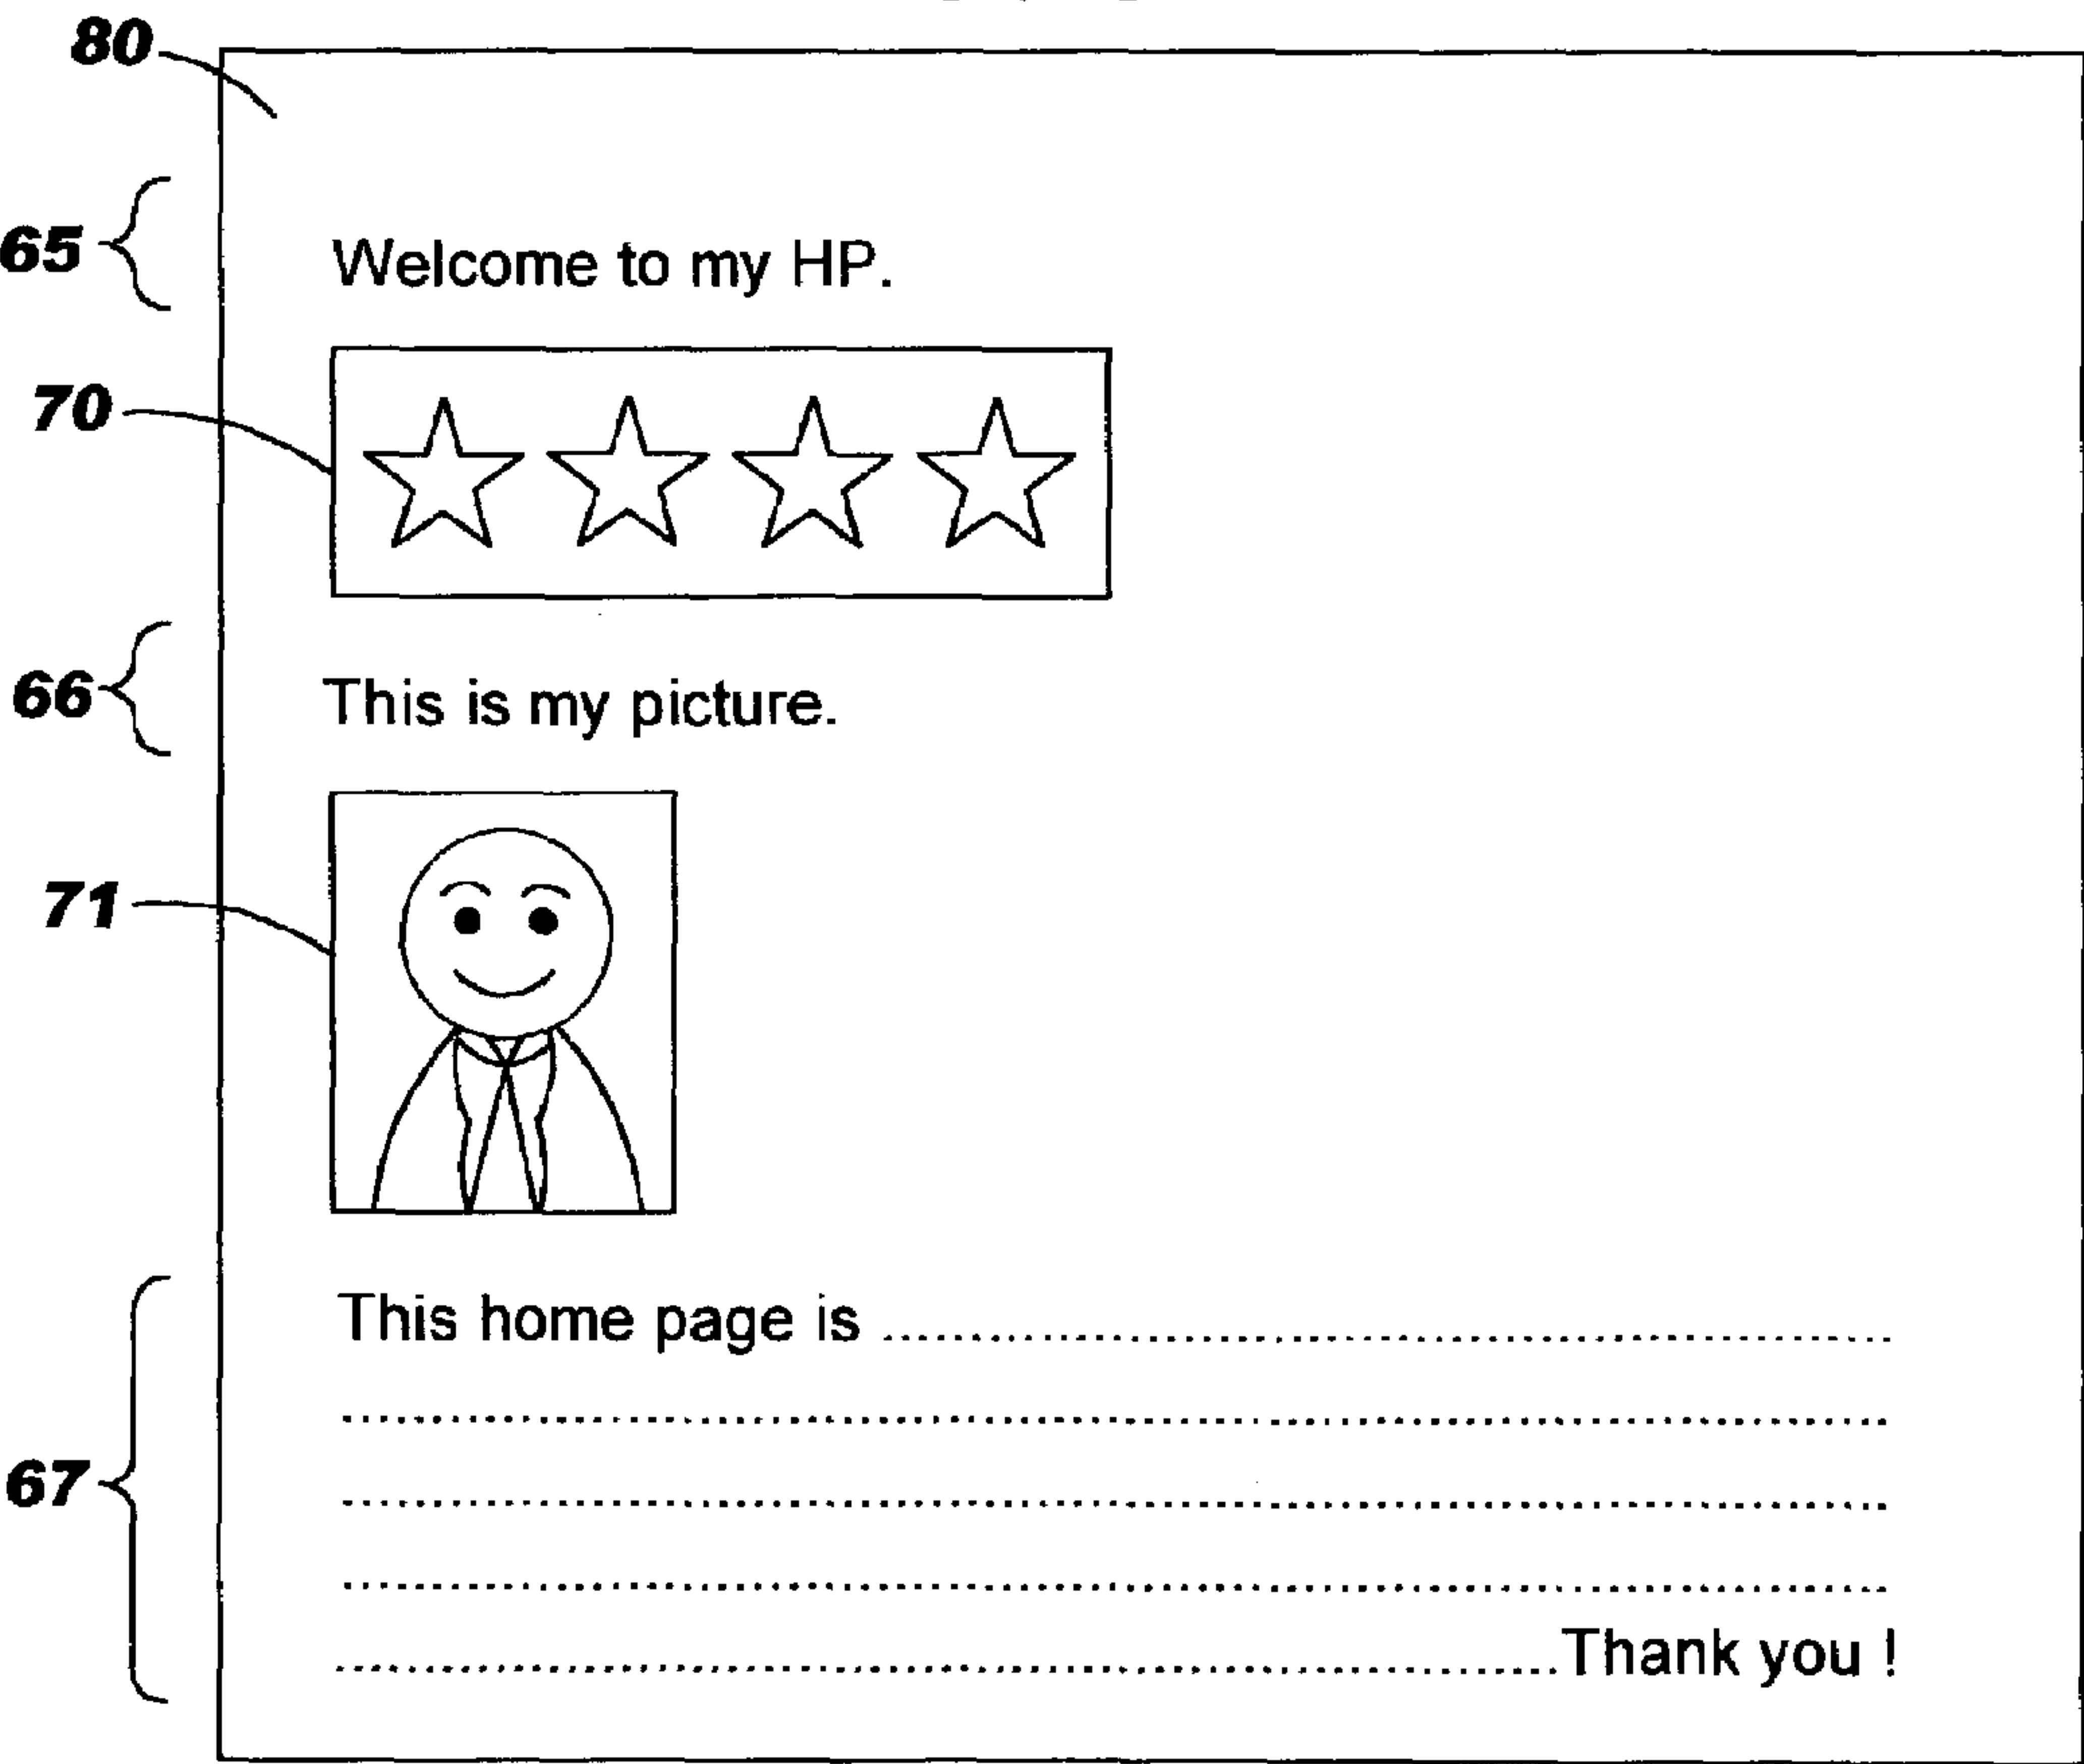 80
65
Welcome to my HP.
70
66
This is my picture.
71
This home page is ..........................................................
67
Thank you !